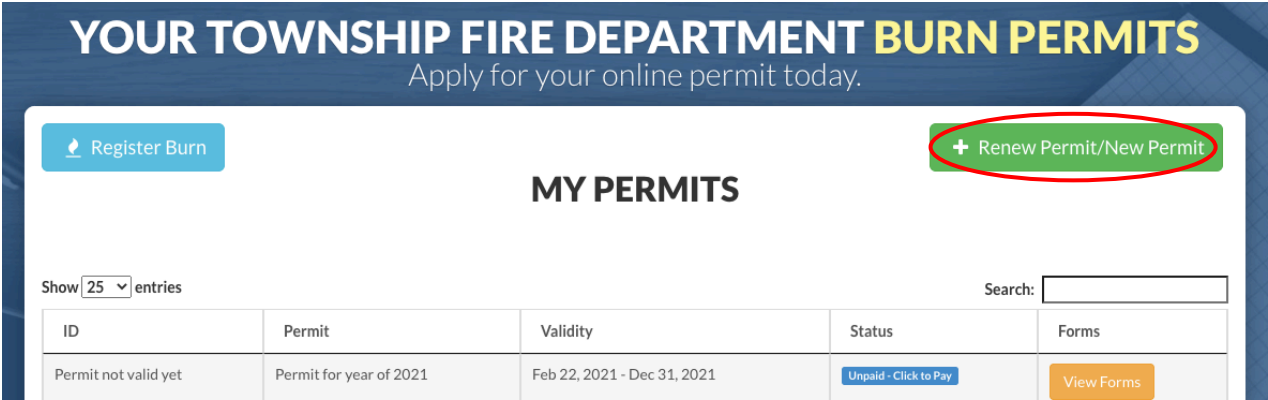 YOUR TOWNSHIP FIRE DEPARTMENT BURN PERMITS
Apply for your online permit today.
Register Burn
+ Renew Permit/New Permit
MY PERMITS
Show 25 entries
Search:
ID Permit Validity Status Forms
Permit not valid yet Permit for year of 2021 Feb 22, 2021 - Dec 31, 2021 Unpaid - Click to Pay View Forms